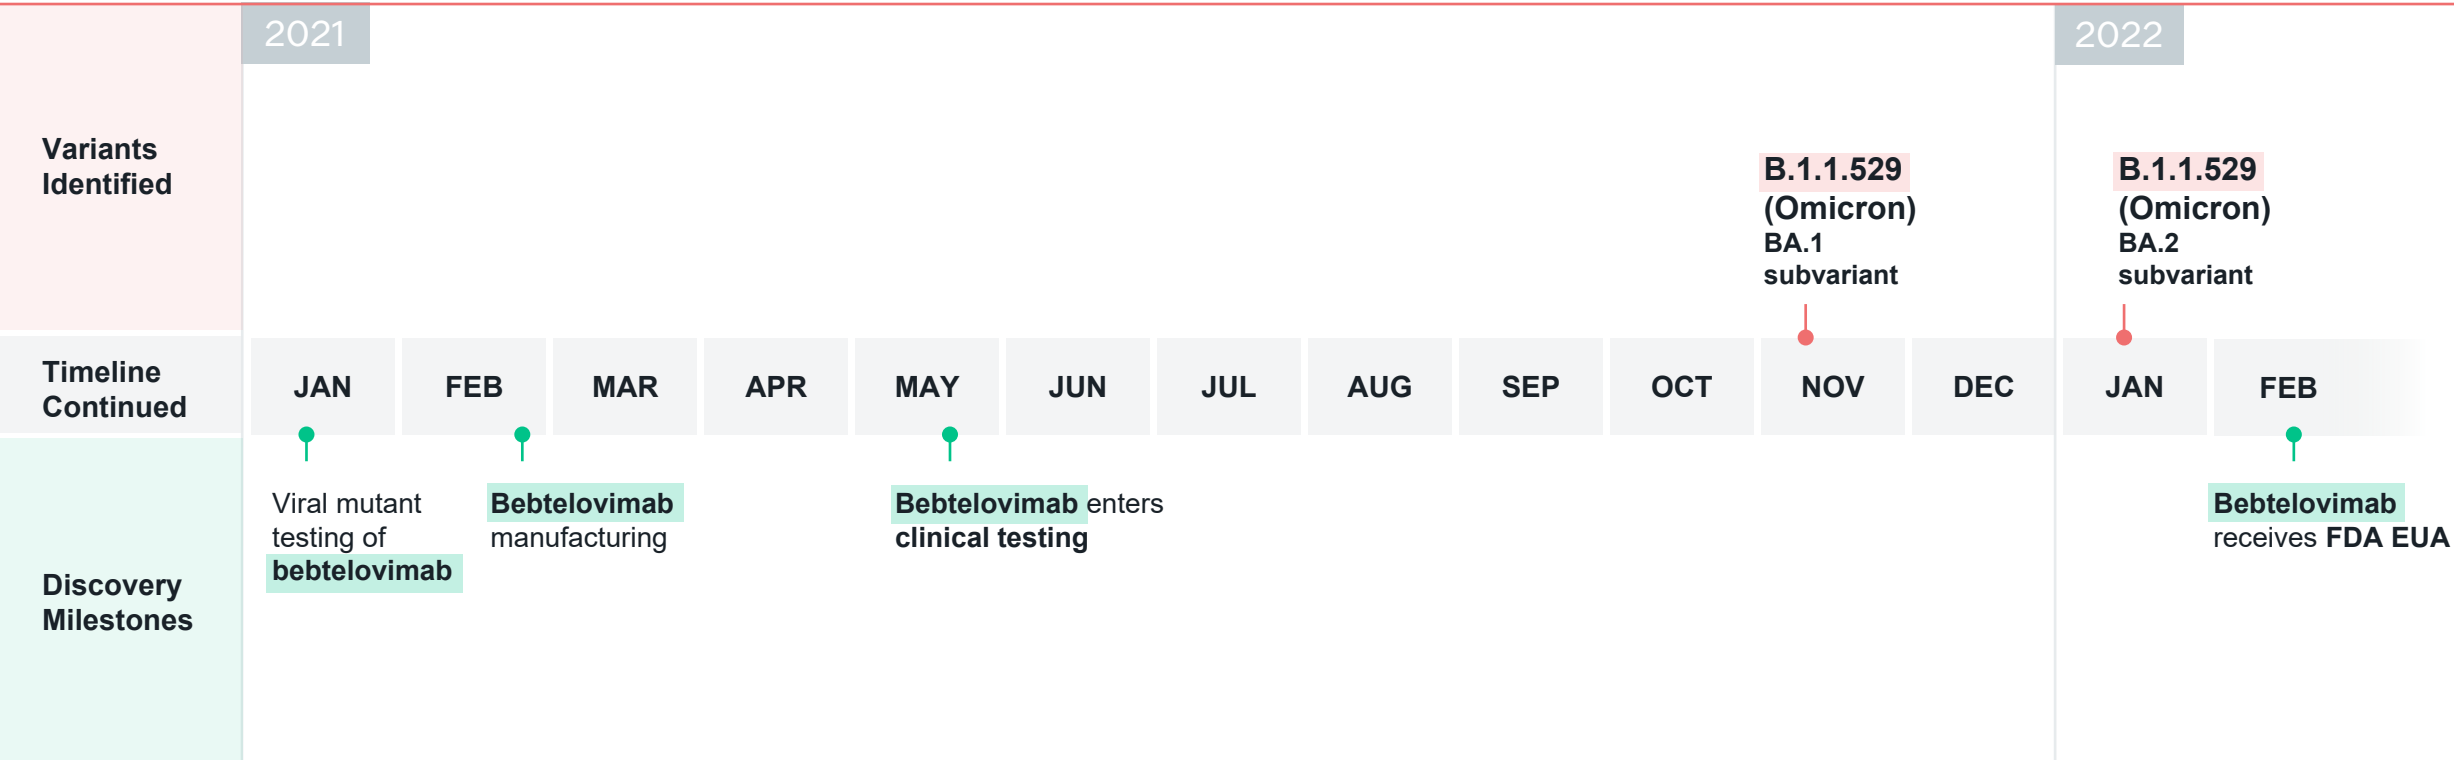 2021
2022
Variants
Identified
B.1.1.529
(Omicron)
BA.1
subvariant
B.1.1.529
(Omicron)
BA.2
subvariant
Timeline
Continued
JAN FEB MAR APR MAY JUN JUL AUG SEP OCT NOV DEC JAN FEB
Discovery
Milestones
Viral mutant
testing of
bebtelovimab
Bebtelovimab
manufacturing
Bebtelovimab enters
clinical testing
Bebtelovimab
receives FDA EUA